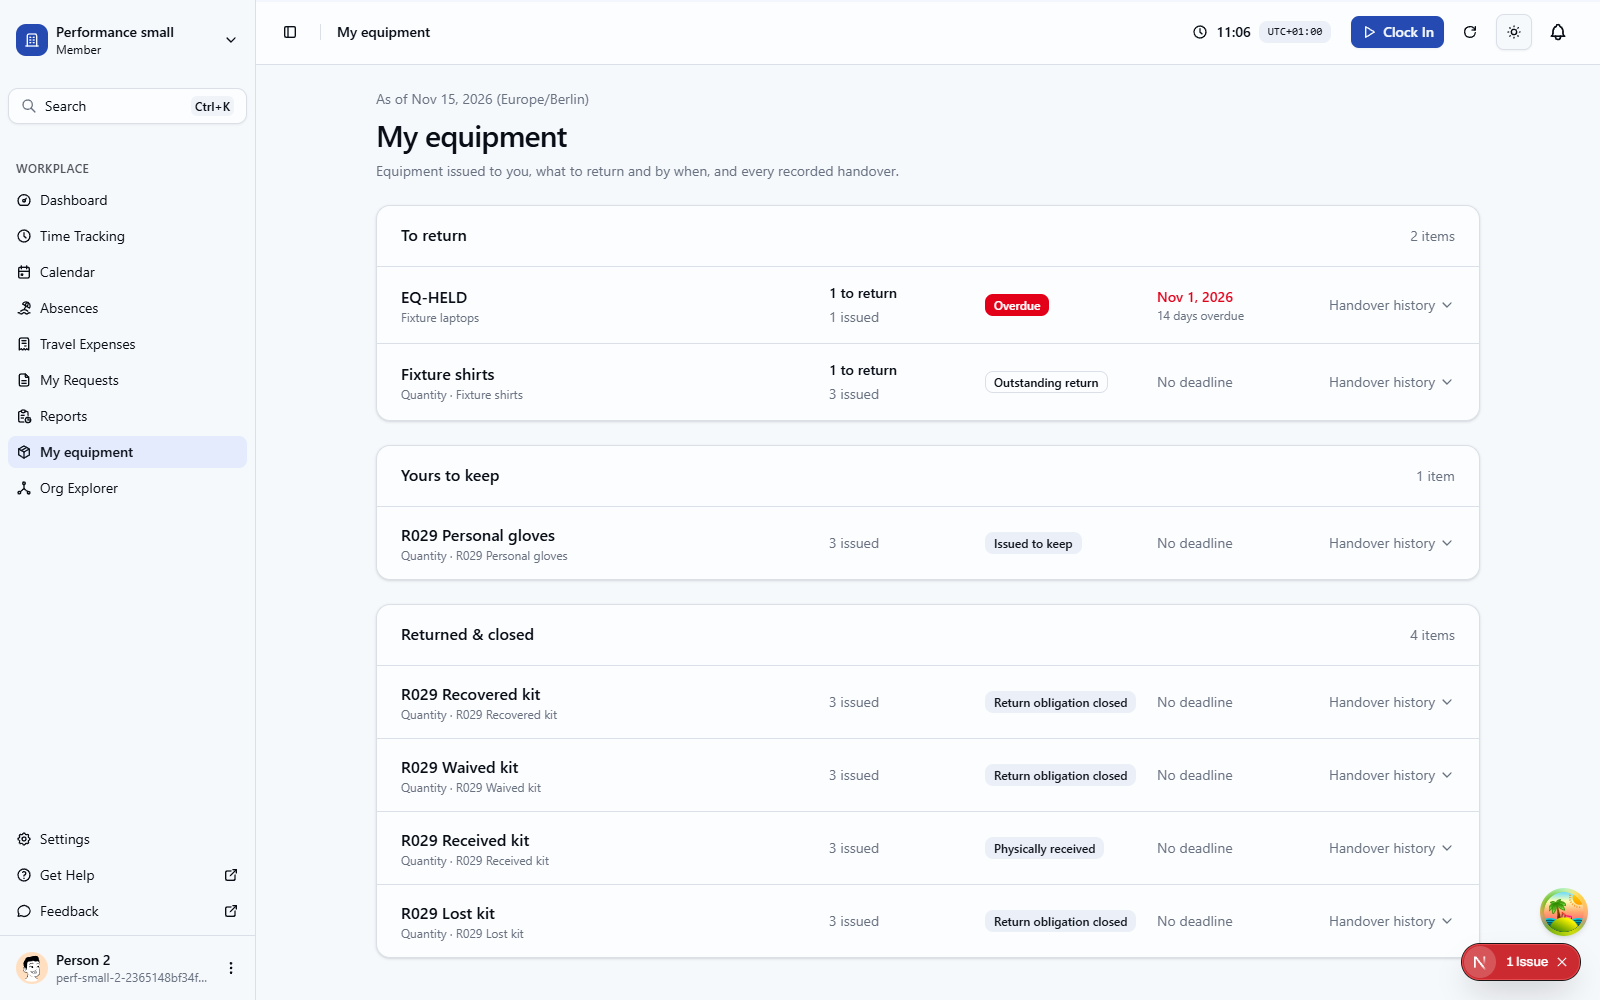 Performance small
Member
Search
Ctrl+K
WORKPLACE
Dashboard
Time Tracking
Calendar
Absences
Travel Expenses
My Requests
Reports
My equipment
Org Explorer
Settings
Get Help
Feedback
Person 2
perf-small-2-2365148bf34f...
My equipment
11:06
UTC+01:00
Clock In
As of Nov 15, 2026 (Europe/Berlin)
My equipment
Equipment issued to you, what to return and by when, and every recorded handover.
To return
2 items
EQ-HELD
Fixture laptops
1 to return
1 issued
Overdue
Nov 1, 2026
14 days overdue
Handover history
Fixture shirts
Quantity · Fixture shirts
1 to return
3 issued
Outstanding return
No deadline
Handover history
Yours to keep
1 item
R029 Personal gloves
Quantity · R029 Personal gloves
3 issued
Issued to keep
No deadline
Handover history
Returned & closed
4 items
R029 Recovered kit
Quantity · R029 Recovered kit
3 issued
Return obligation closed
No deadline
Handover history
R029 Waived kit
Quantity · R029 Waived kit
3 issued
Return obligation closed
No deadline
Handover history
R029 Received kit
Quantity · R029 Received kit
3 issued
Physically received
No deadline
Handover history
R029 Lost kit
Quantity · R029 Lost kit
3 issued
Return obligation closed
No deadline
Handover history
N
1 Issue